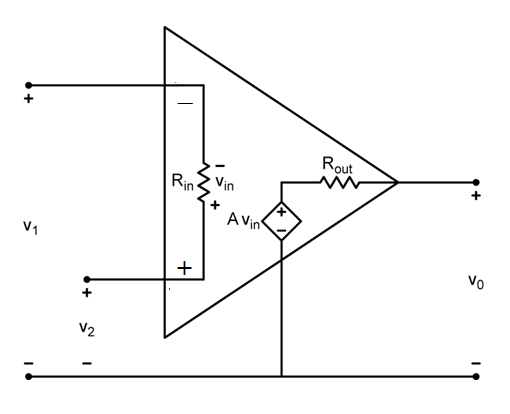 +
−
R_out
R_in
−
v_in
+
A v_in
+
−
+
v_1
+
+
v_0
v_2
−
−
−